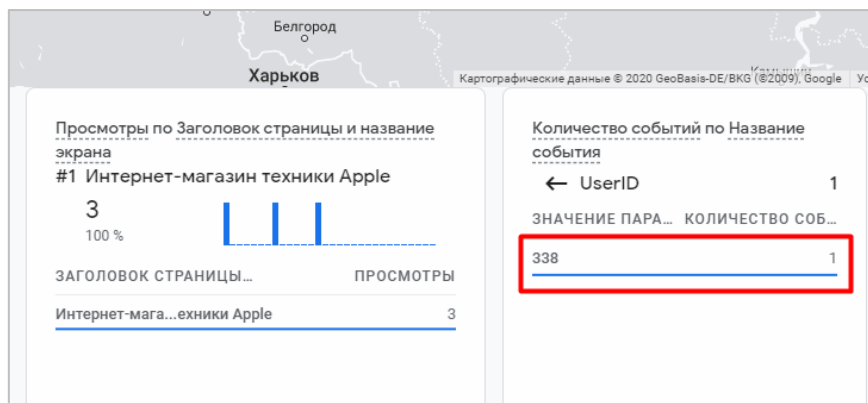 Белгород
Харьков
Картографические данные © 2020 GeoBasis-DE/BKG (©2009), Google
Просмотры по Заголовок страницы и название
экрана
#1 Интернет-магазин техники Apple
3
100 %
ЗАГОЛОВОК СТРАНИЦЫ… ПРОСМОТРЫ
Интернет-мага...ехники Apple 3
Количество событий по Название
события
← UserID 1
ЗНАЧЕНИЕ ПАРА… КОЛИЧЕСТВО СОБ…
338 1